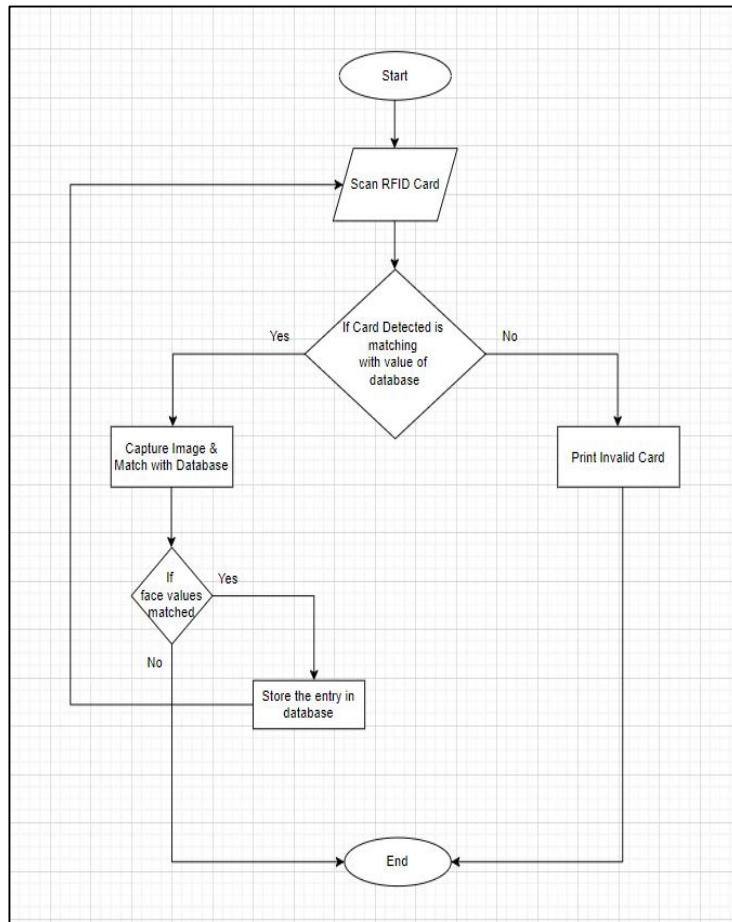 Start
Scan RFID Card
If Card Detected is
matching
with value of
database
Yes
No
Capture Image &
Match with Database
Print Invalid Card
If
face values
matched
Yes
No
Store the entry in
database
End